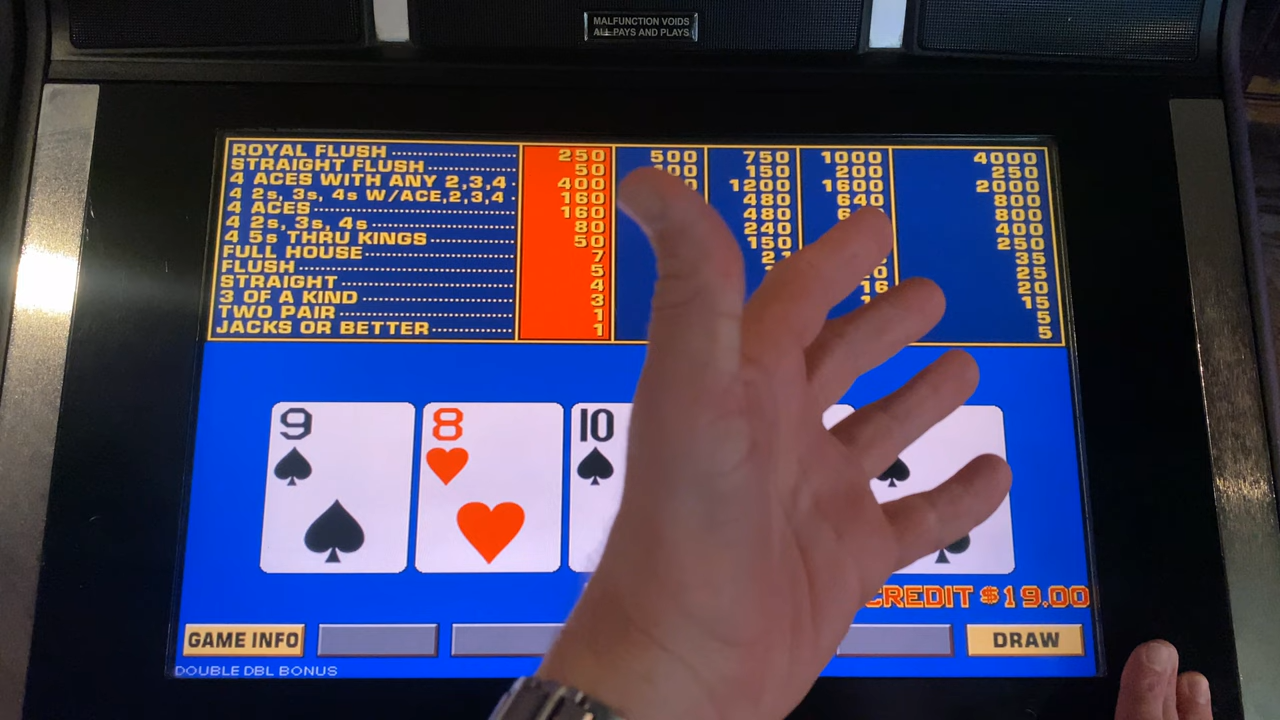 MALFUNCTION VOIDS
ALL PAYS AND PLAYS
ROYAL FLUSH 250 500 750 1000 4000
STRAIGHT FLUSH 50 100 150 200 250
4 ACES WITH ANY 2,3,4 400 1200 1600 2000
4 2s, 3s, 4s W/ACE,2,3,4 160 480 640 800
4 ACES 160 480 800
4 2s, 3s, 4s 80 240 400
4 5s THRU KINGS 50 150 250
FULL HOUSE 7 35
FLUSH 5 25
STRAIGHT 4 16 20
3 OF A KIND 3 15
TWO PAIR 1 5
JACKS OR BETTER 1 5
9 8 10
CREDIT $19.00
GAME INFO DRAW
DOUBLE DBL BONUS